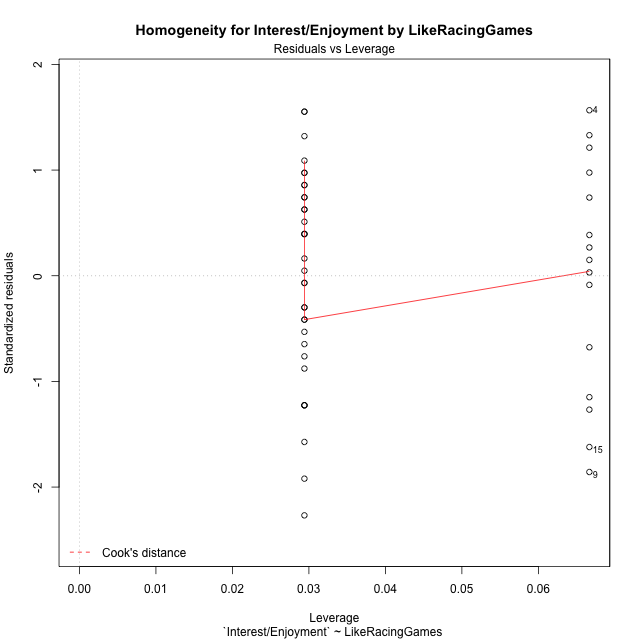 Homogeneity for Interest/Enjoyment by LikeRacingGames
Residuals vs Leverage
Standardized residuals
2
1
0
-1
-2
4
15
9
Cook's distance
0.00 0.01 0.02 0.03 0.04 0.05 0.06
Leverage
`Interest/Enjoyment` ~ LikeRacingGames